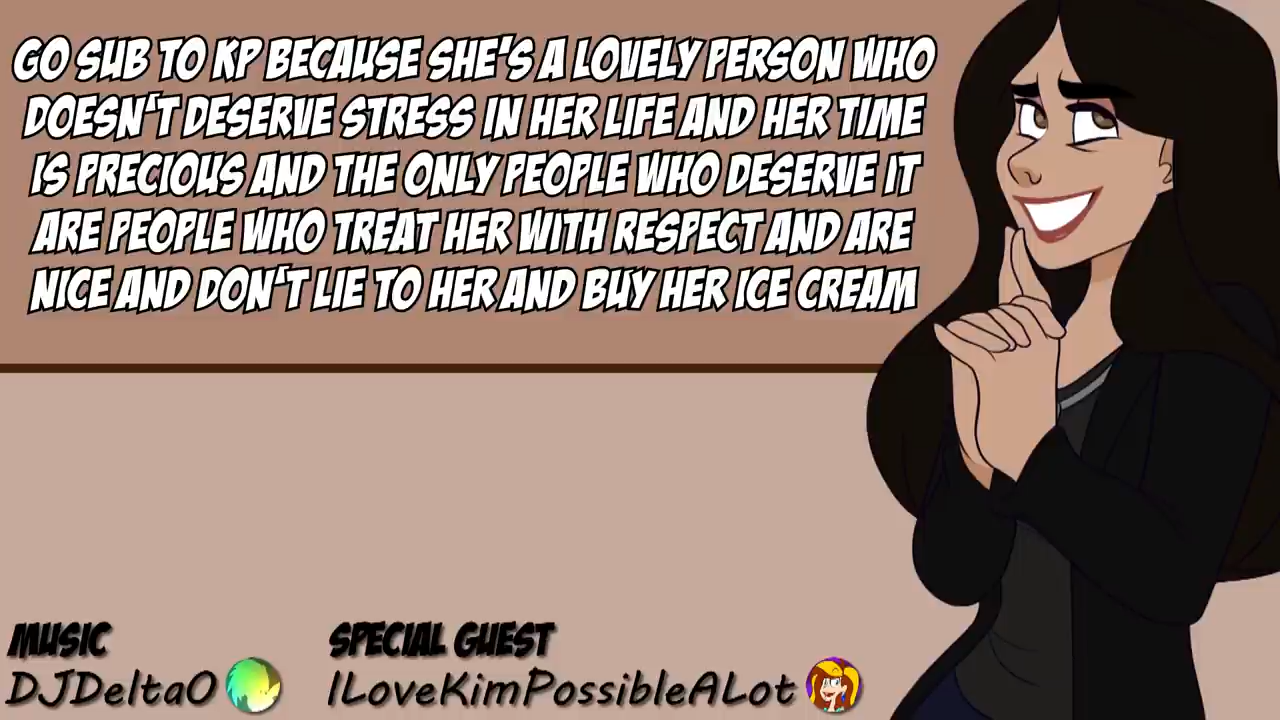 GO SUB TO KP BECAUSE SHE'S A LOVELY PERSON WHO
DOESN'T DESERVE STRESS IN HER LIFE AND HER TIME
IS PRECIOUS AND THE ONLY PEOPLE WHO DESERVE IT
ARE PEOPLE WHO TREAT HER WITH RESPECT AND ARE
NICE AND DON'T LIE TO HER AND BUY HER ICE CREAM
MUSIC
DJDeltaO
SPECIAL GUEST
ILoveKimPossibleALot